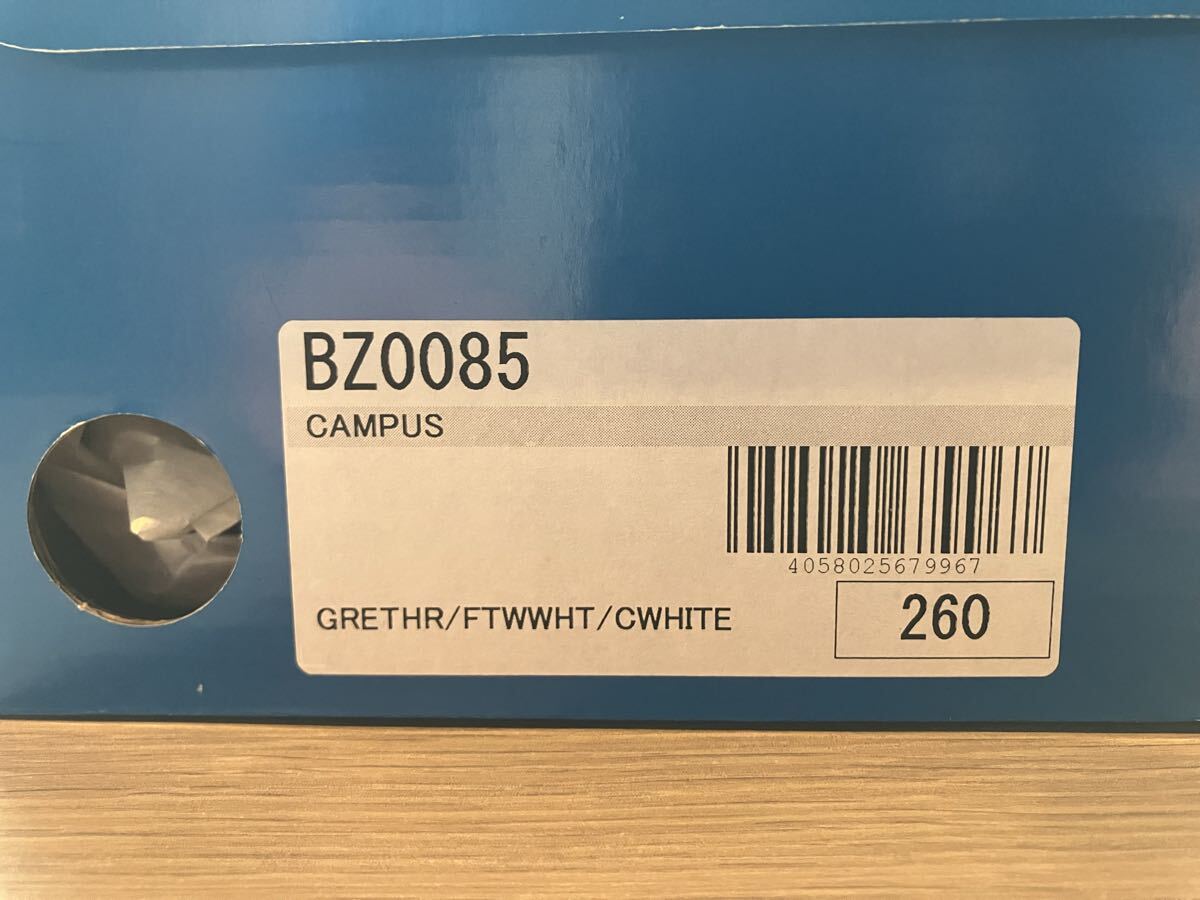 BZ0085
CAMPUS
4058025679967
GRETHR/FTWWHT/CWHITE
260